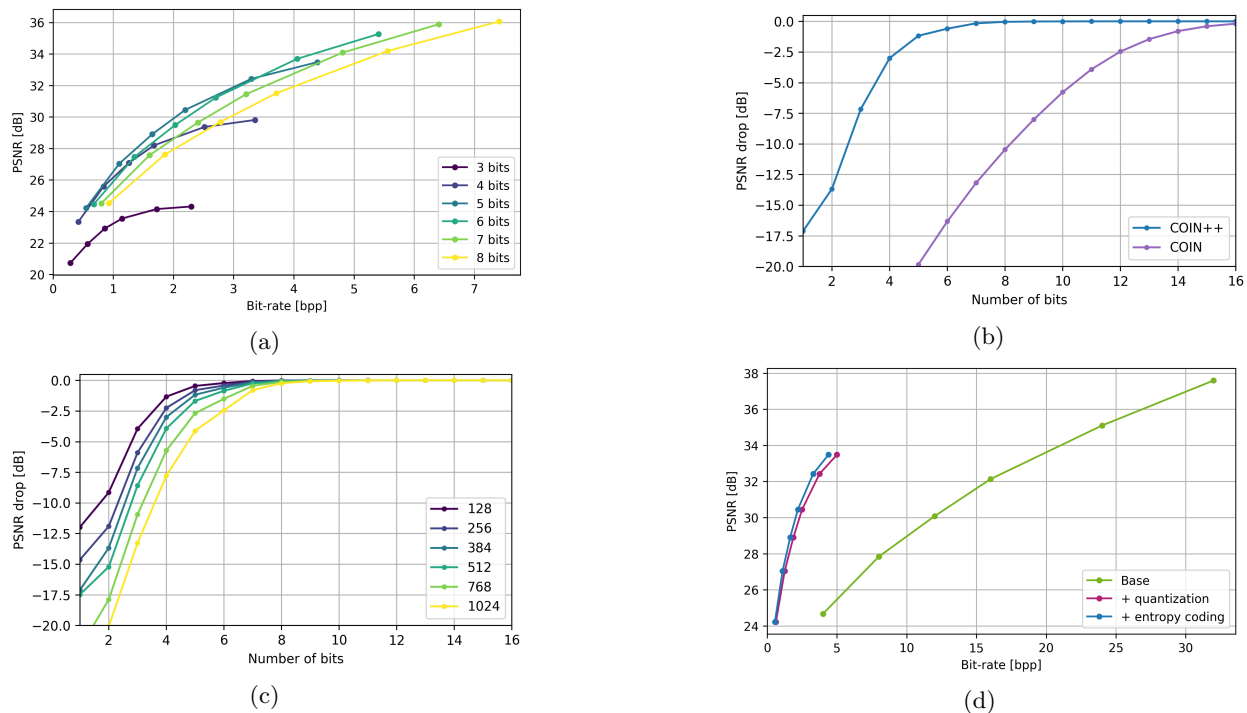 36
34
32
30
28
26
24
22
20
PSNR [dB]
0 1 2 3 4 5 6 7
Bit-rate [bpp]
3 bits
4 bits
5 bits
6 bits
7 bits
8 bits
(a)
0.0
−2.5
−5.0
−7.5
−10.0
−12.5
−15.0
−17.5
−20.0
PSNR drop [dB]
2 4 6 8 10 12 14 16
Number of bits
COIN++
COIN
(b)
0.0
−2.5
−5.0
−7.5
−10.0
−12.5
−15.0
−17.5
−20.0
PSNR drop [dB]
2 4 6 8 10 12 14 16
Number of bits
128
256
384
512
768
1024
(c)
38
36
34
32
30
28
26
24
PSNR [dB]
0 5 10 15 20 25 30
Bit-rate [bpp]
Base
+ quantization
+ entropy coding
(d)